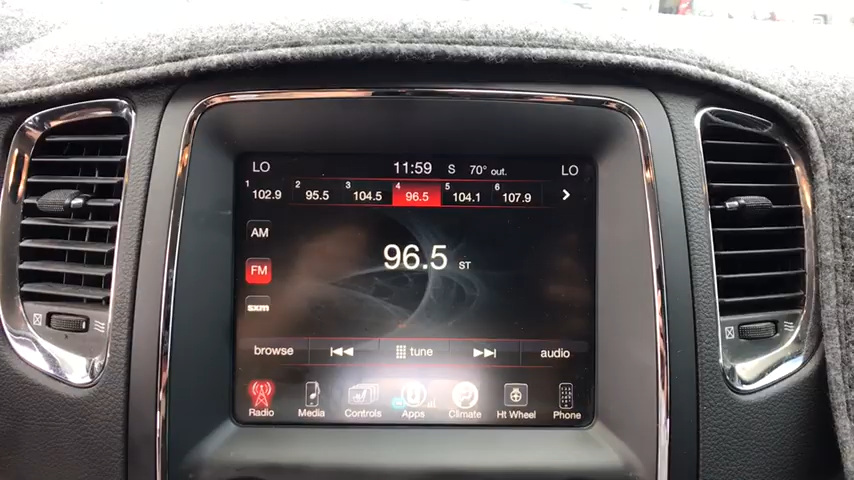 LO 11:59 S 70° out. LO
1 102.9 2 95.5 3 104.5 4 96.5 5 104.1 6 107.9
AM
FM
96.5 ST
sxm
browse tune audio
Radio Media Controls Apps Climate Ht Wheel Phone